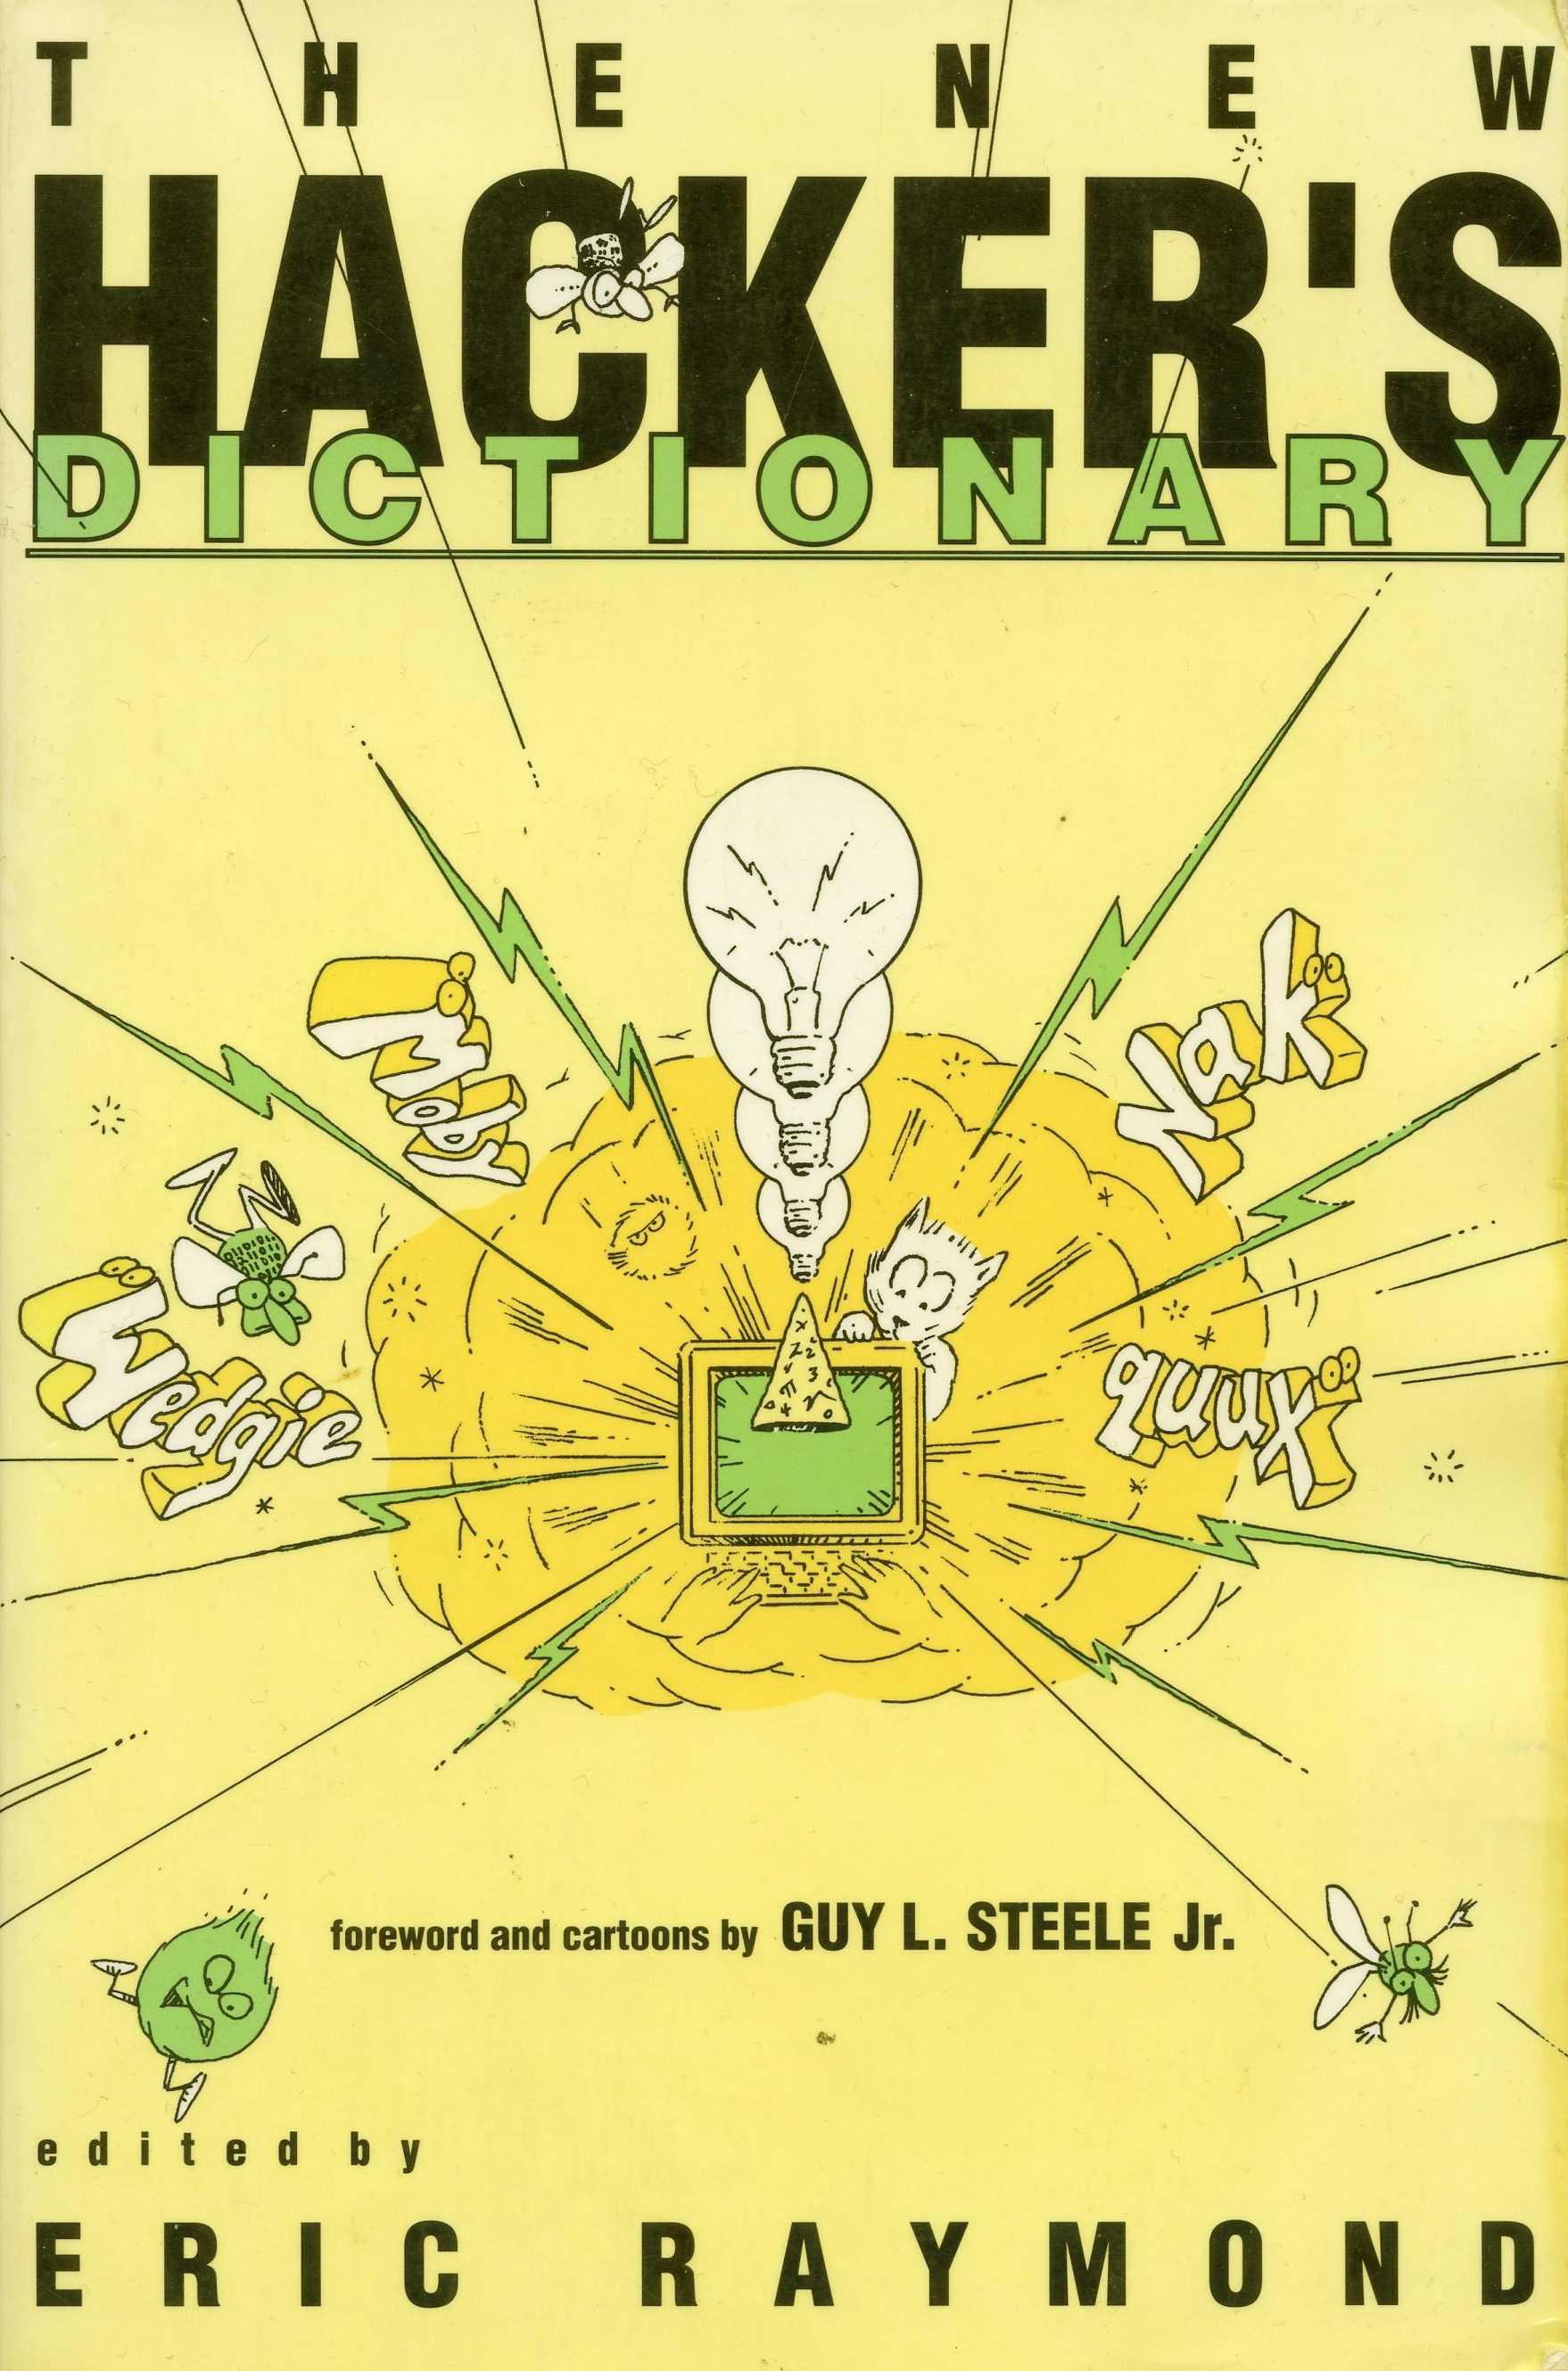 THE NEW
HACKER'S
DICTIONARY
Moby
Nak
Wedgie
quux
foreword and cartoons by GUY L. STEELE Jr.
edited by
ERIC RAYMOND